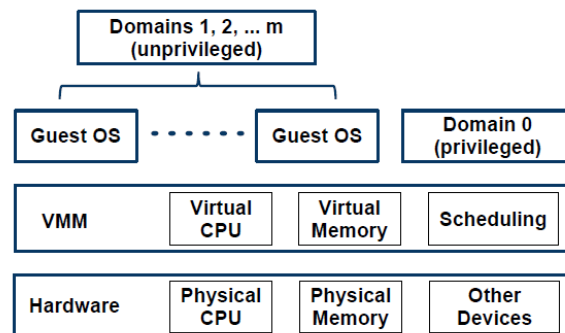 Domains 1, 2, ... m
(unprivileged)
Guest OS
Guest OS
Domain 0
(privileged)
VMM
Virtual
CPU
Virtual
Memory
Scheduling
Hardware
Physical
CPU
Physical
Memory
Other
Devices